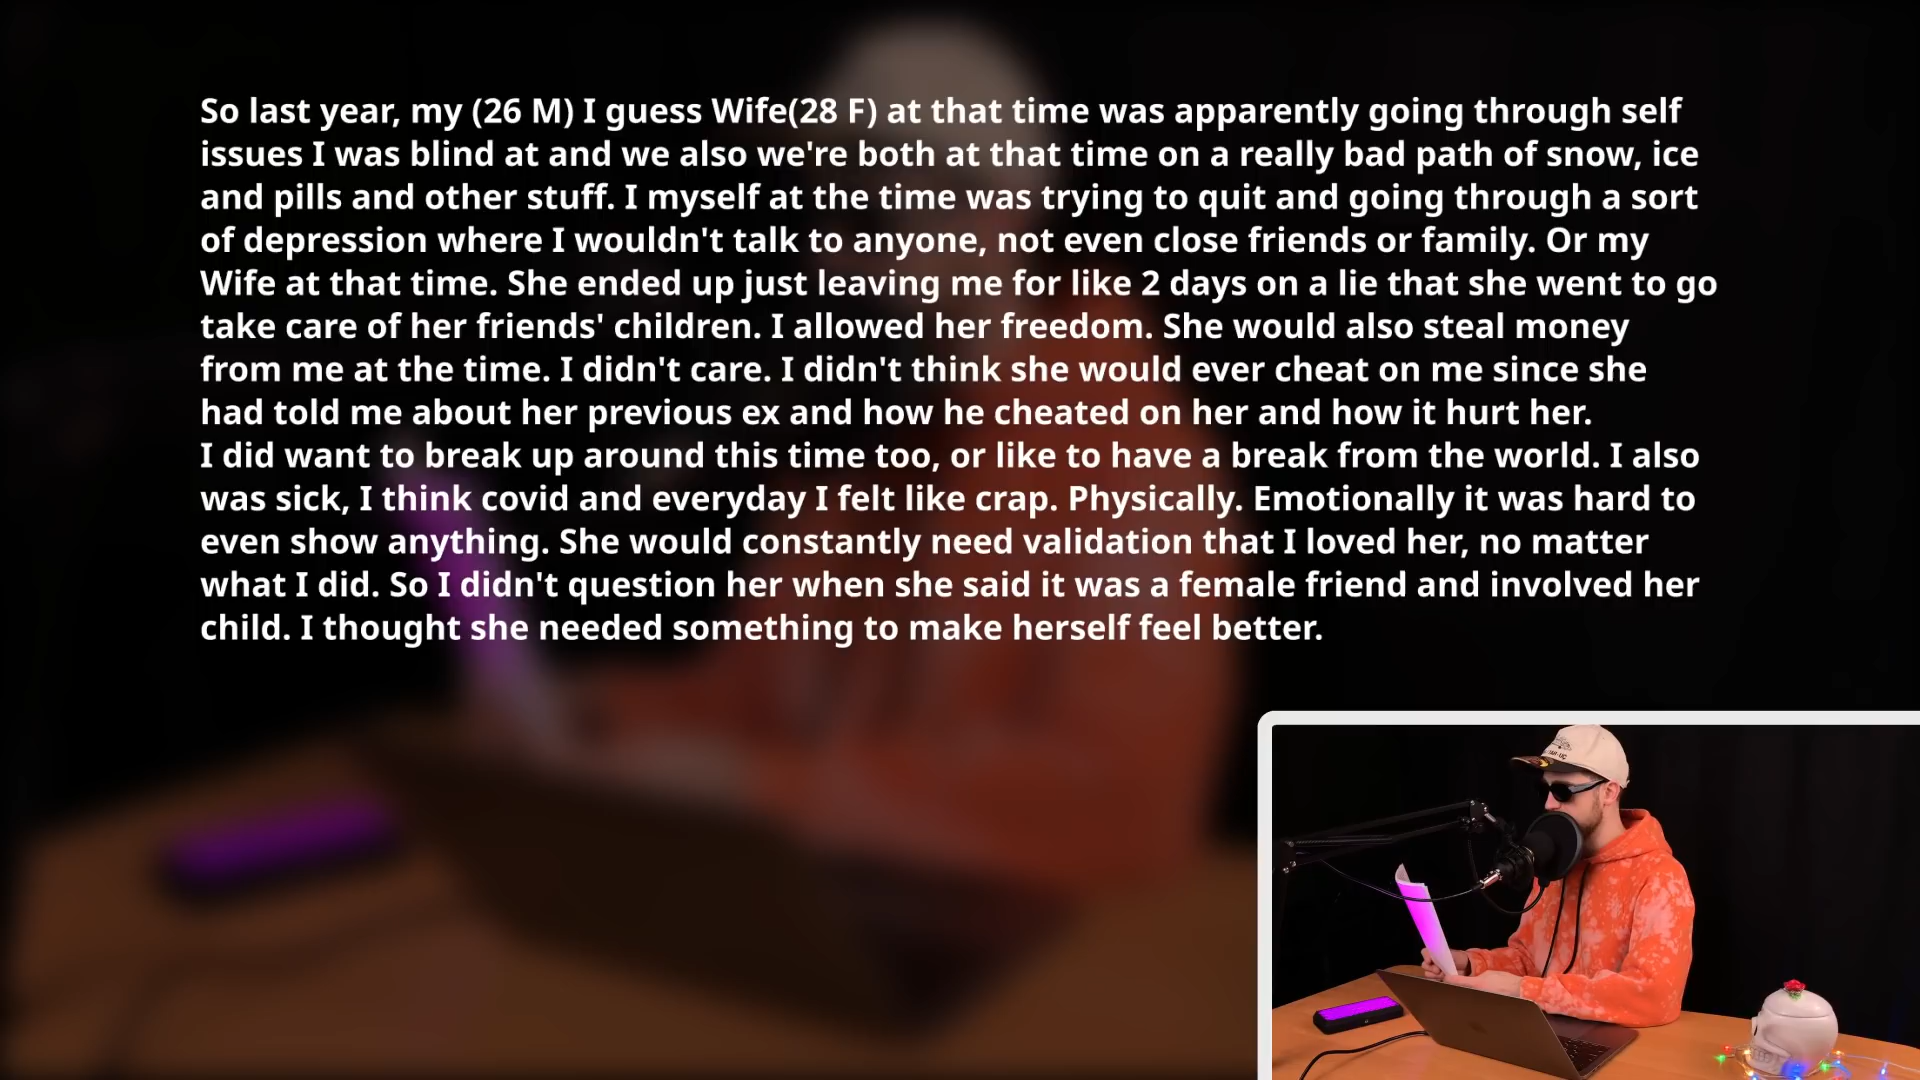 So last year, my (26 M) I guess Wife(28 F) at that time was apparently going through self
issues I was blind at and we also we're both at that time on a really bad path of snow, ice
and pills and other stuff. I myself at the time was trying to quit and going through a sort
of depression where I wouldn't talk to anyone, not even close friends or family. Or my
Wife at that time. She ended up just leaving me for like 2 days on a lie that she went to go
take care of her friends' children. I allowed her freedom. She would also steal money
from me at the time. I didn't care. I didn't think she would ever cheat on me since she
had told me about her previous ex and how he cheated on her and how it hurt her.
I did want to break up around this time too, or like to have a break from the world. I also
was sick, I think covid and everyday I felt like crap. Physically. Emotionally it was hard to
even show anything. She would constantly need validation that I loved her, no matter
what I did. So I didn't question her when she said it was a female friend and involved her
child. I thought she needed something to make herself feel better.